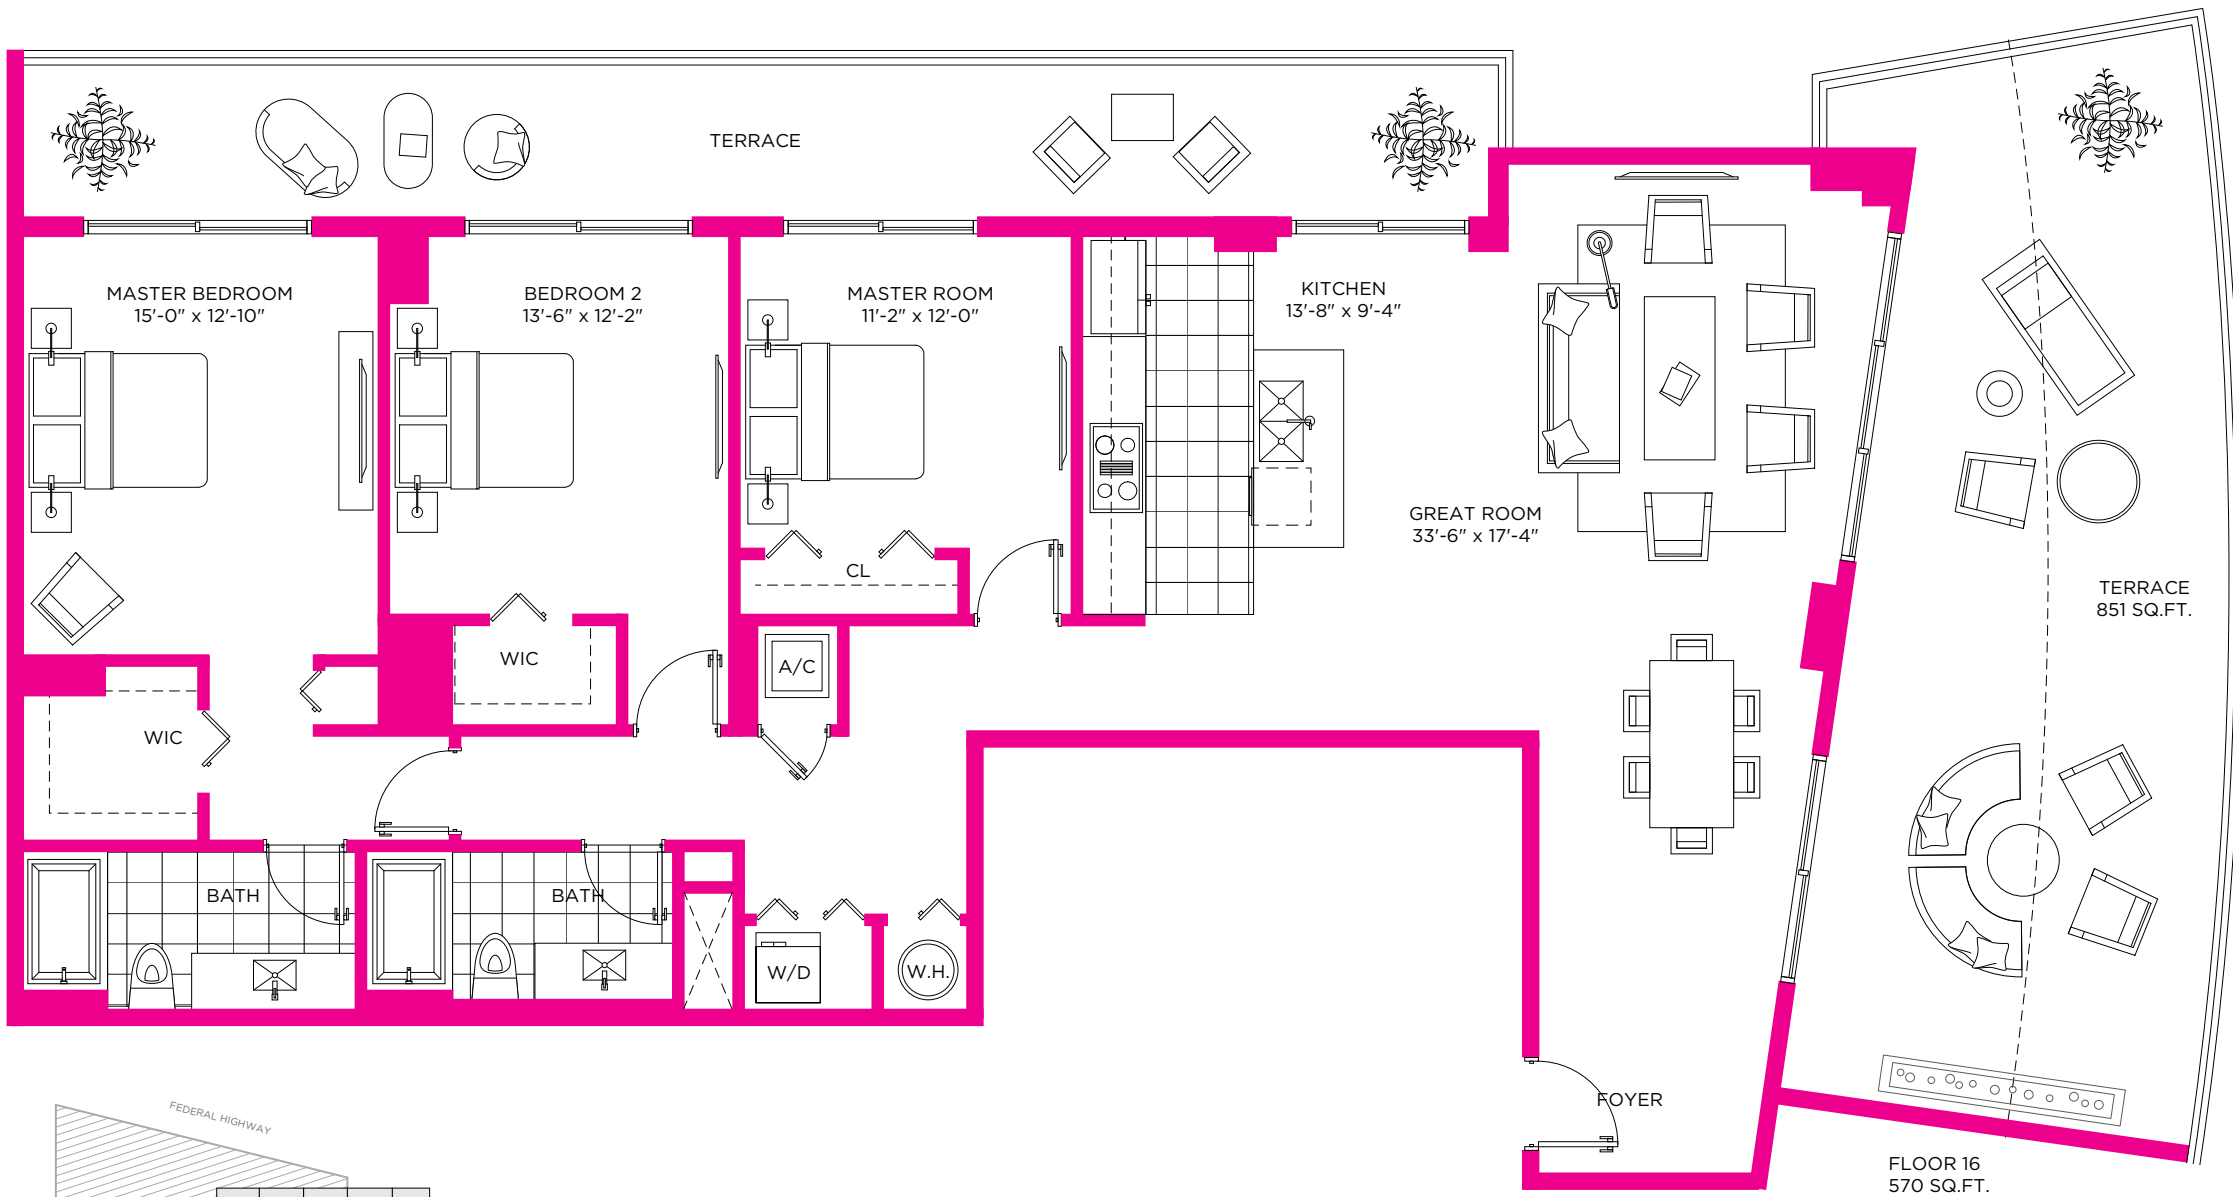 TERRACE
MASTER BEDROOM
15'-0" x 12'-10"
BEDROOM 2
13'-6" x 12'-2"
MASTER ROOM
11'-2" x 12'-0"
KITCHEN
13'-8" x 9'-4"
GREAT ROOM
33'-6" x 17'-4"
CL
TERRACE
851 SQ.FT.
WIC
A/C
WIC
BATH
BATH
W/D
W.H.
FOYER
FEDERAL HIGHWAY
FLOOR 16
570 SQ.FT.